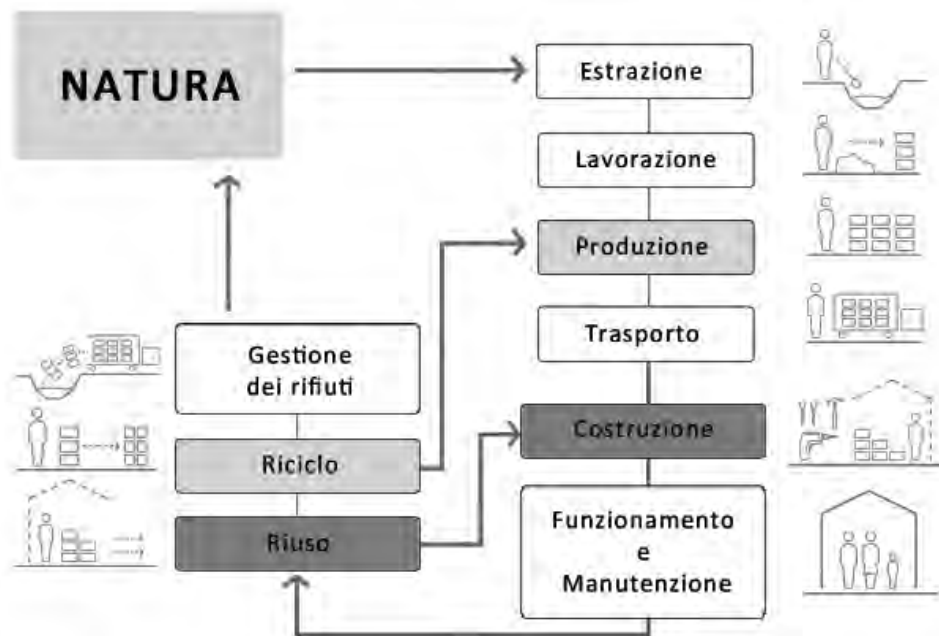 NATURA
Estrazione
Lavorazione
Produzione
Trasporto
Costruzione
Funzionamento
e
Manutenzione
Gestione
dei rifiuti
Riciclo
Riuso